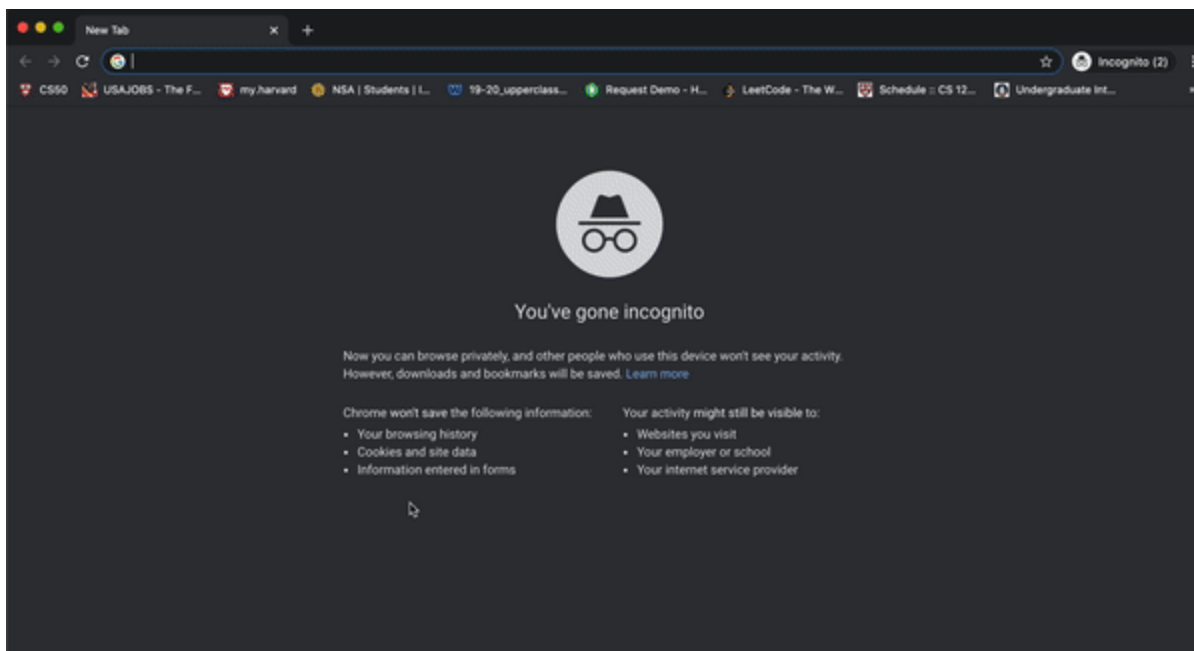 New Tab
Incognito (2)
CS50 USAJOBS - The F... my.harvard NSA | Students | I... 19-20_upperclass... Request Demo - H... LeetCode - The W... Schedule :: CS 12... Undergraduate Int...
You've gone incognito
Now you can browse privately, and other people who use this device won't see your activity.
However, downloads and bookmarks will be saved. Learn more
Chrome won't save the following information:
• Your browsing history
• Cookies and site data
• Information entered in forms
Your activity might still be visible to:
• Websites you visit
• Your employer or school
• Your internet service provider